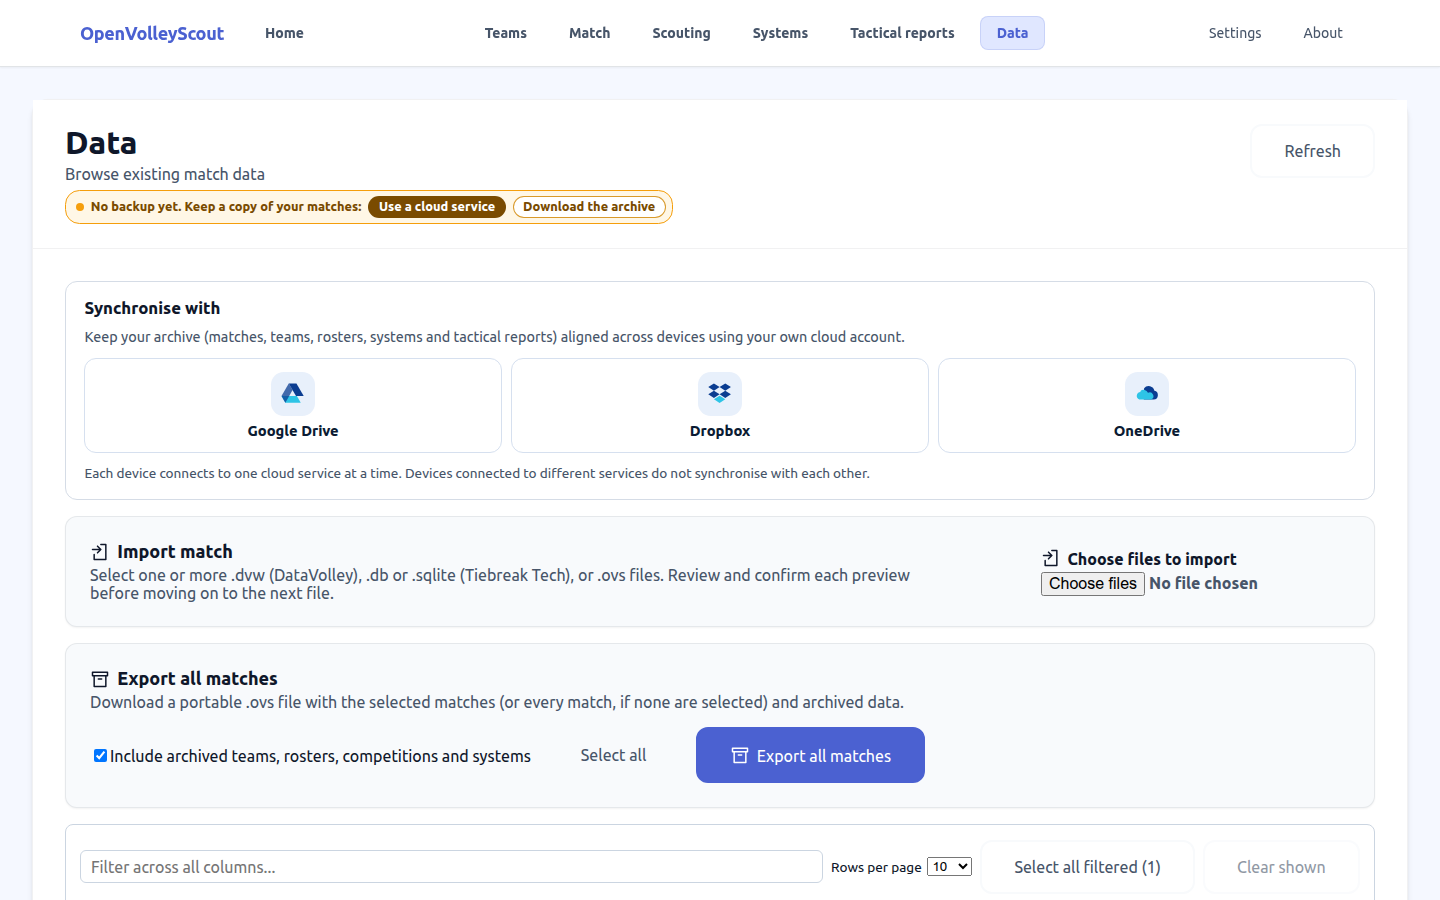 OpenVolleyScout
Home
Teams
Match
Scouting
Systems
Tactical reports
Data
Settings
About
Data
Browse existing match data
No backup yet. Keep a copy of your matches:
Use a cloud service
Download the archive
Refresh
Synchronise with
Keep your archive (matches, teams, rosters, systems and tactical reports) aligned across devices using your own cloud account.
Google Drive
Dropbox
OneDrive
Each device connects to one cloud service at a time. Devices connected to different services do not synchronise with each other.
Import match
Select one or more .dvw (DataVolley), .db or .sqlite (Tiebreak Tech), or .ovs files. Review and confirm each preview
before moving on to the next file.
Choose files to import
Choose files No file chosen
Export all matches
Download a portable .ovs file with the selected matches (or every match, if none are selected) and archived data.
Include archived teams, rosters, competitions and systems
Select all
Export all matches
Filter across all columns...
Rows per page 10
Select all filtered (1)
Clear shown